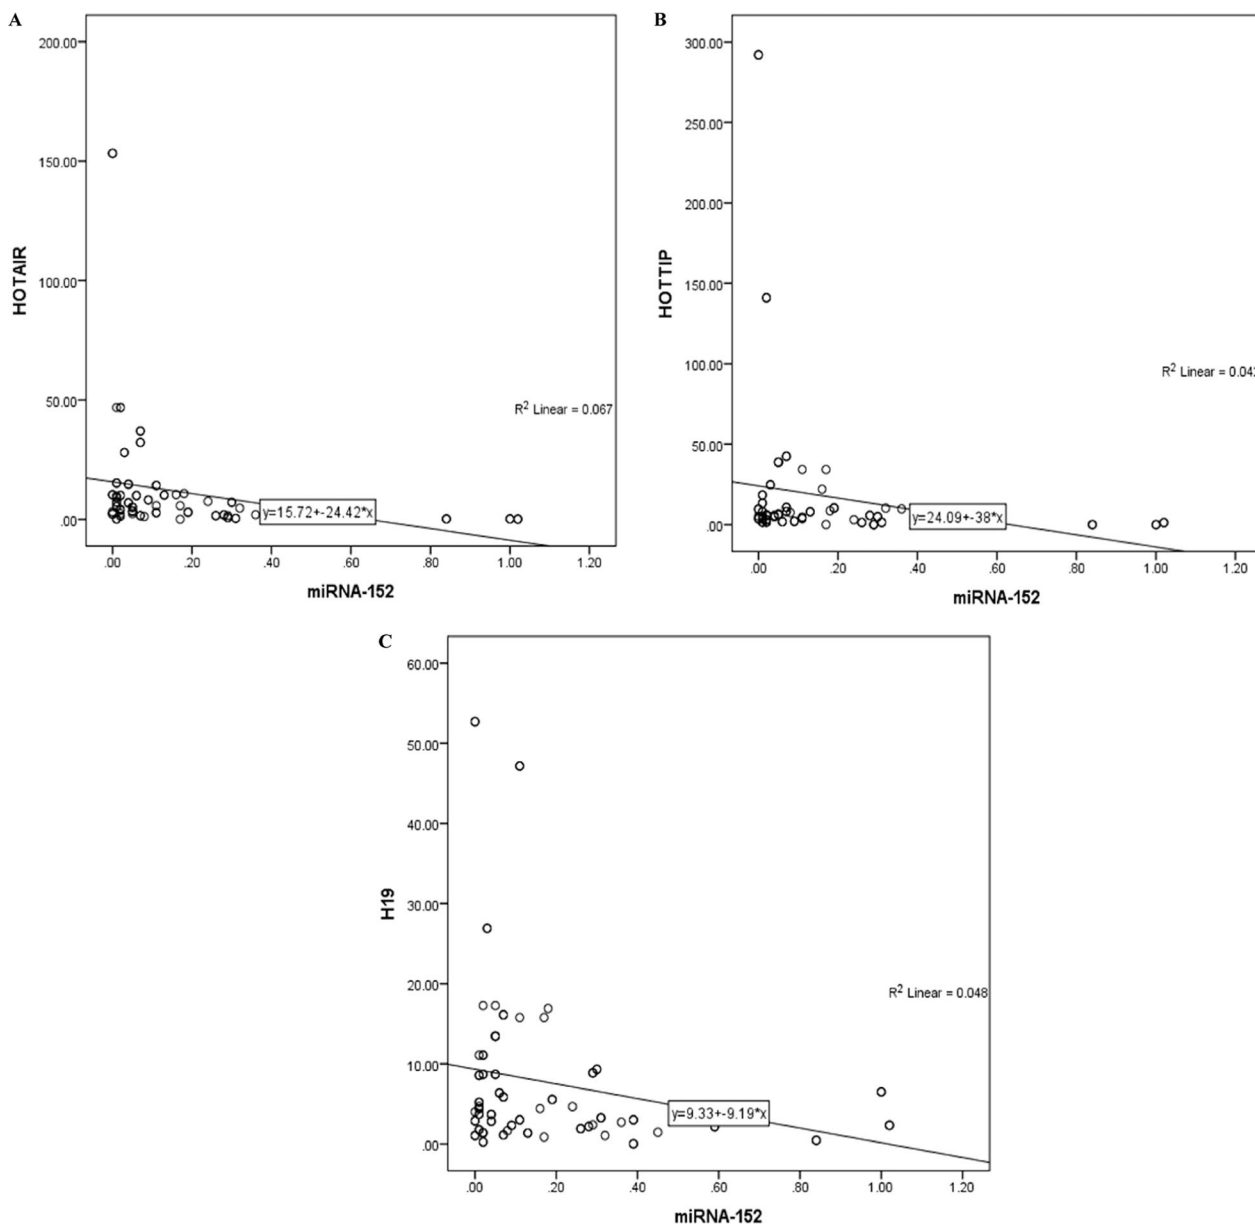 A
200.00
150.00
100.00
50.00
.00
HOTAIR
R2 Linear = 0.067
y=15.72+-24.42*x
.00 .20 .40 .60 .80 1.00 1.20
miRNA-152
B
300.00
250.00
200.00
150.00
100.00
50.00
.00
HOTTIP
R2 Linear = 0.04
y=24.09+-38*x
.00 .20 .40 .60 .80 1.00 1.20
miRNA-152
C
60.00
50.00
40.00
30.00
20.00
10.00
.00
H19
R2 Linear = 0.048
y=9.33+-9.19*x
.00 .20 .40 .60 .80 1.00 1.20
miRNA-152